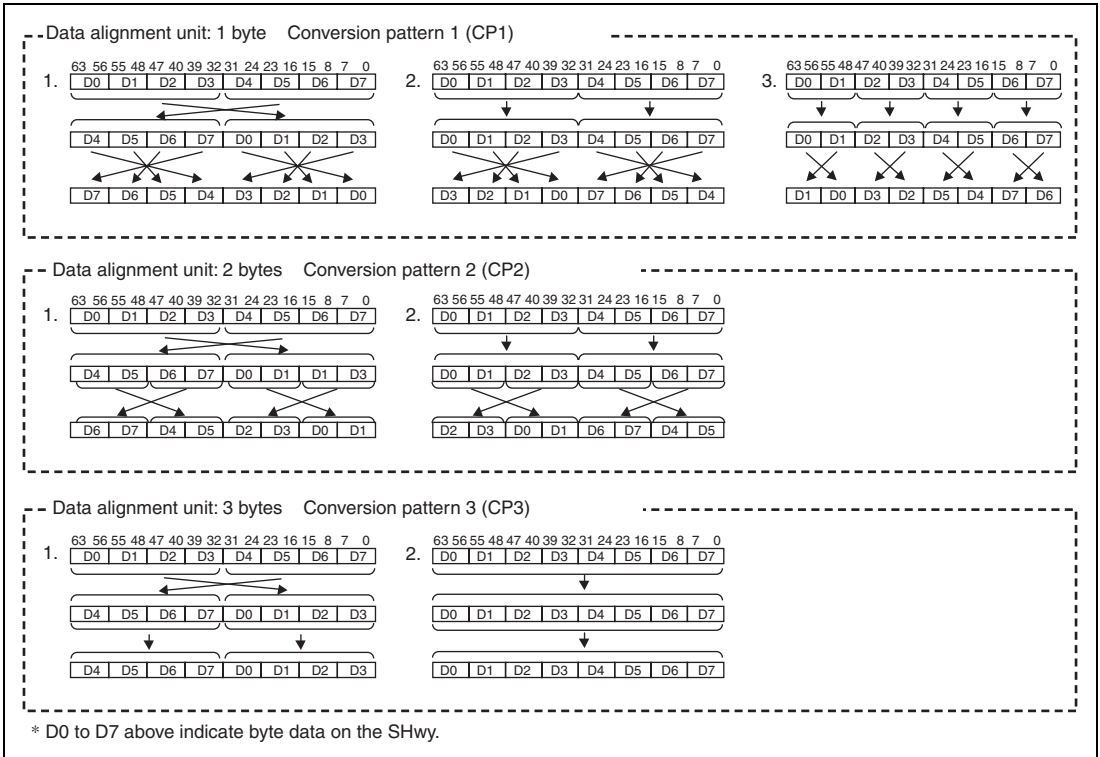 Data alignment unit: 1 byte Conversion pattern 1 (CP1)
1. 63 56 55 48 47 40 39 32 31 24 23 16 15 8 7 0
D0 D1 D2 D3 D4 D5 D6 D7
D4 D5 D6 D7 D0 D1 D2 D3
D7 D6 D5 D4 D3 D2 D1 D0
2. 63 56 55 48 47 40 39 32 31 24 23 16 15 8 7 0
D0 D1 D2 D3 D4 D5 D6 D7
D0 D1 D2 D3 D4 D5 D6 D7
D3 D2 D1 D0 D7 D6 D5 D4
3. 63 56 55 48 47 40 39 32 31 24 23 16 15 8 7 0
D0 D1 D2 D3 D4 D5 D6 D7
D0 D1 D2 D3 D4 D5 D6 D7
D1 D0 D3 D2 D5 D4 D7 D6
Data alignment unit: 2 bytes Conversion pattern 2 (CP2)
1. 63 56 55 48 47 40 39 32 31 24 23 16 15 8 7 0
D0 D1 D2 D3 D4 D5 D6 D7
D4 D5 D6 D7 D0 D1 D1 D3
D6 D7 D4 D5 D2 D3 D0 D1
2. 63 56 55 48 47 40 39 32 31 24 23 16 15 8 7 0
D0 D1 D2 D3 D4 D5 D6 D7
D0 D1 D2 D3 D4 D5 D6 D7
D2 D3 D0 D1 D6 D7 D4 D5
Data alignment unit: 3 bytes Conversion pattern 3 (CP3)
1. 63 56 55 48 47 40 39 32 31 24 23 16 15 8 7 0
D0 D1 D2 D3 D4 D5 D6 D7
D4 D5 D6 D7 D0 D1 D2 D3
D4 D5 D6 D7 D0 D1 D2 D3
2. 63 56 55 48 47 40 39 32 31 24 23 16 15 8 7 0
D0 D1 D2 D3 D4 D5 D6 D7
D0 D1 D2 D3 D4 D5 D6 D7
D0 D1 D2 D3 D4 D5 D6 D7
* D0 to D7 above indicate byte data on the SHwy.